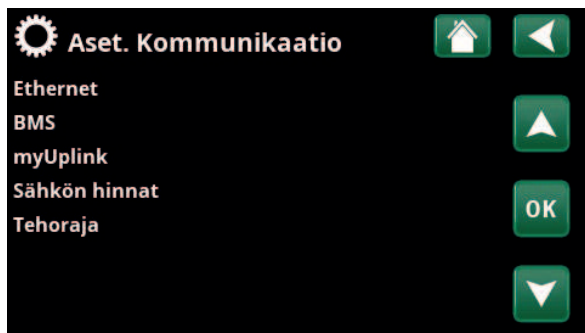 Aset. Kommunikaatio
Ethernet
BMS
myUplink
Sähkön hinnat
OK
Tehoraja